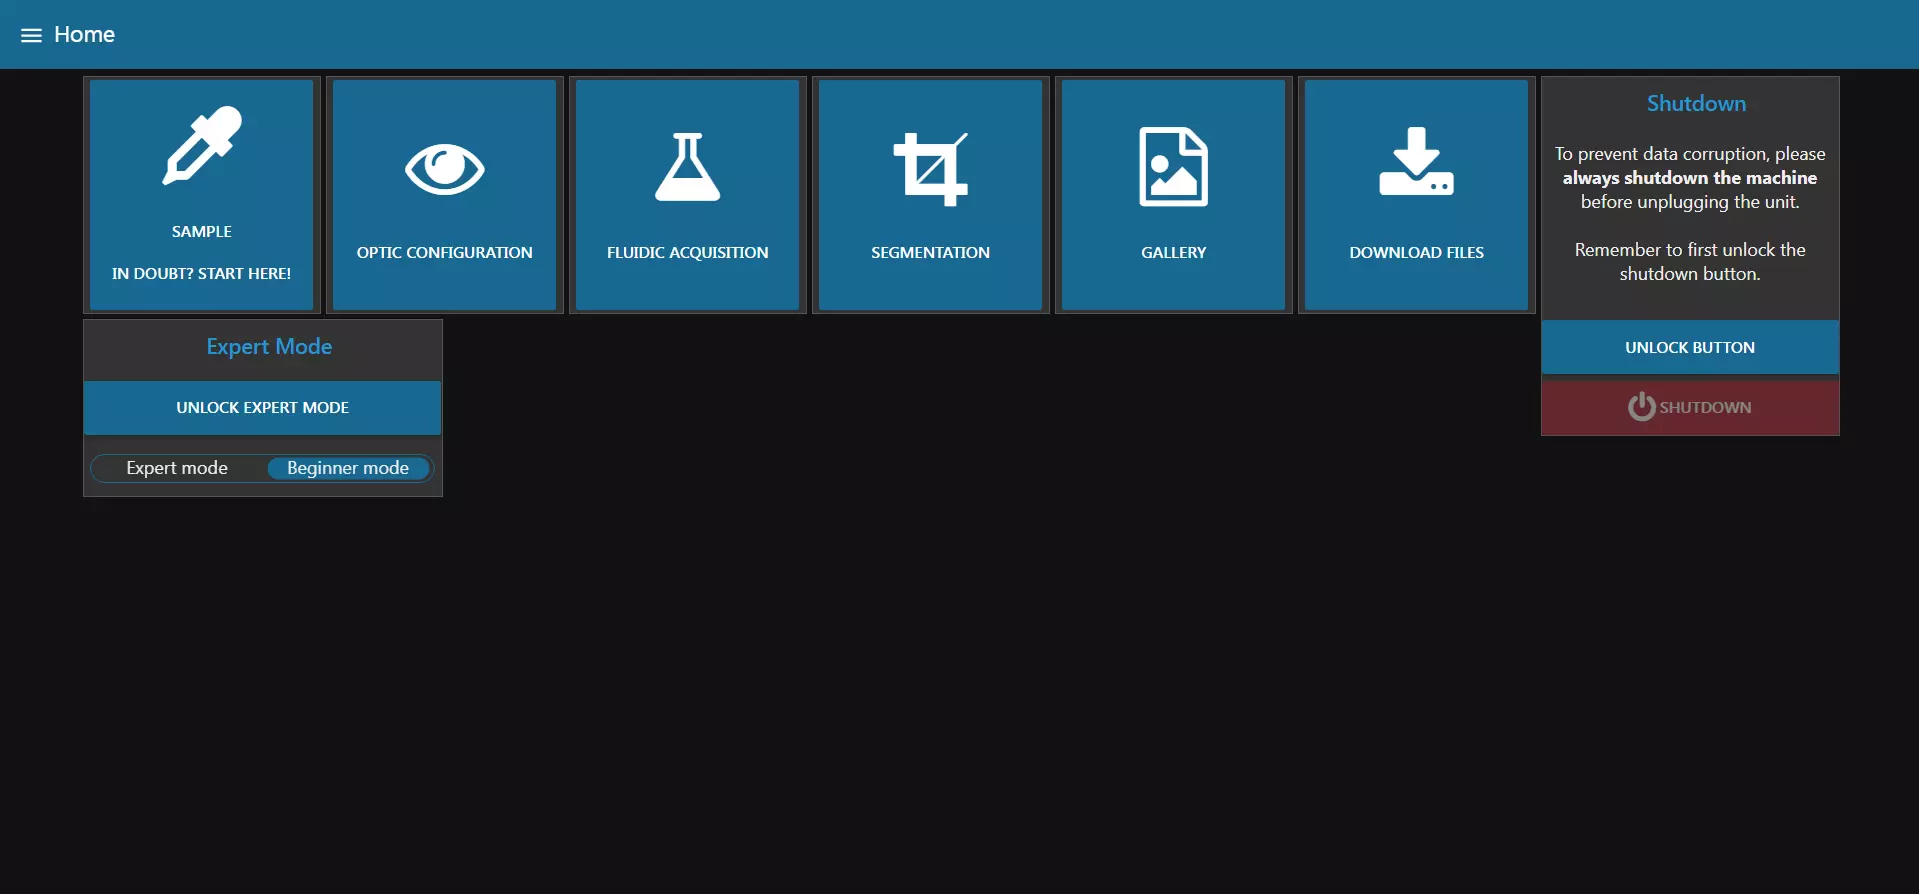 Home
SAMPLE
IN DOUBT? START HERE!
OPTIC CONFIGURATION
FLUIDIC ACQUISITION
SEGMENTATION
GALLERY
DOWNLOAD FILES
Shutdown
To prevent data corruption, please
always shutdown the machine
before unplugging the unit.
Remember to first unlock the
shutdown button.
UNLOCK BUTTON
SHUTDOWN
Expert Mode
UNLOCK EXPERT MODE
Expert mode
Beginner mode